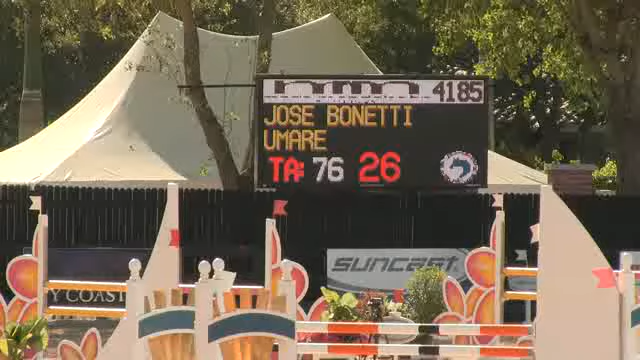 4185
JOSE BONETTI
UMARE
TA: 76 26
SUNCAST
Y COAST